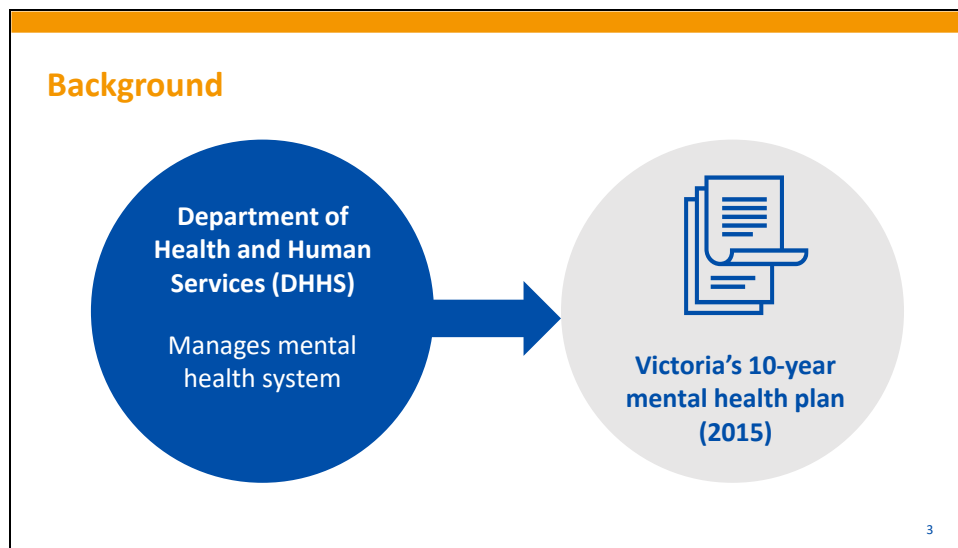 Background
Department of
Health and Human
Services (DHHS)
Manages mental
health system
Victoria’s 10-year
mental health plan
(2015)
3